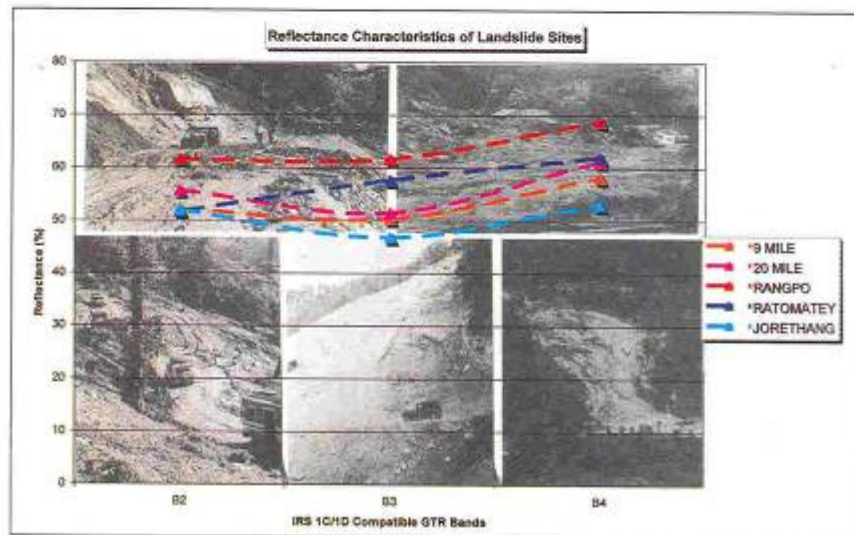 Reflectance Characteristics of Landslide Sites
80
70
60
50
40
30
20
10
0
Reflectance (%)
B2
B3
B4
IRS 1C/1D Compatible GTR Bands
9 MILE
20 MILE
RANGPO
RATOMATEY
JORETHANG